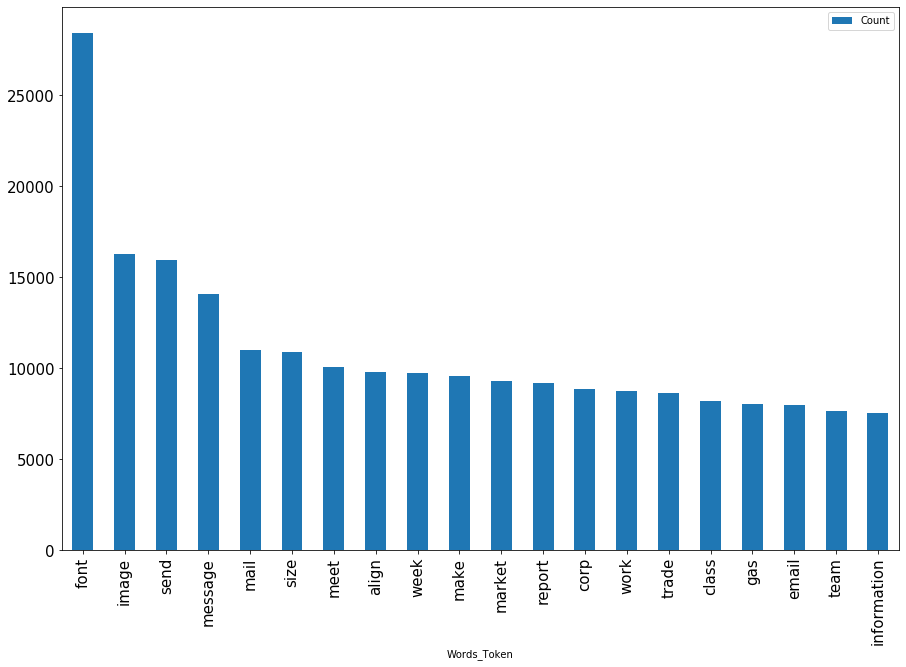 Count
25000
20000
15000
10000
5000
0
font
image
send
message
mail
size
meet
align
week
make
market
report
corp
work
trade
class
gas
email
team
information
Words_Token